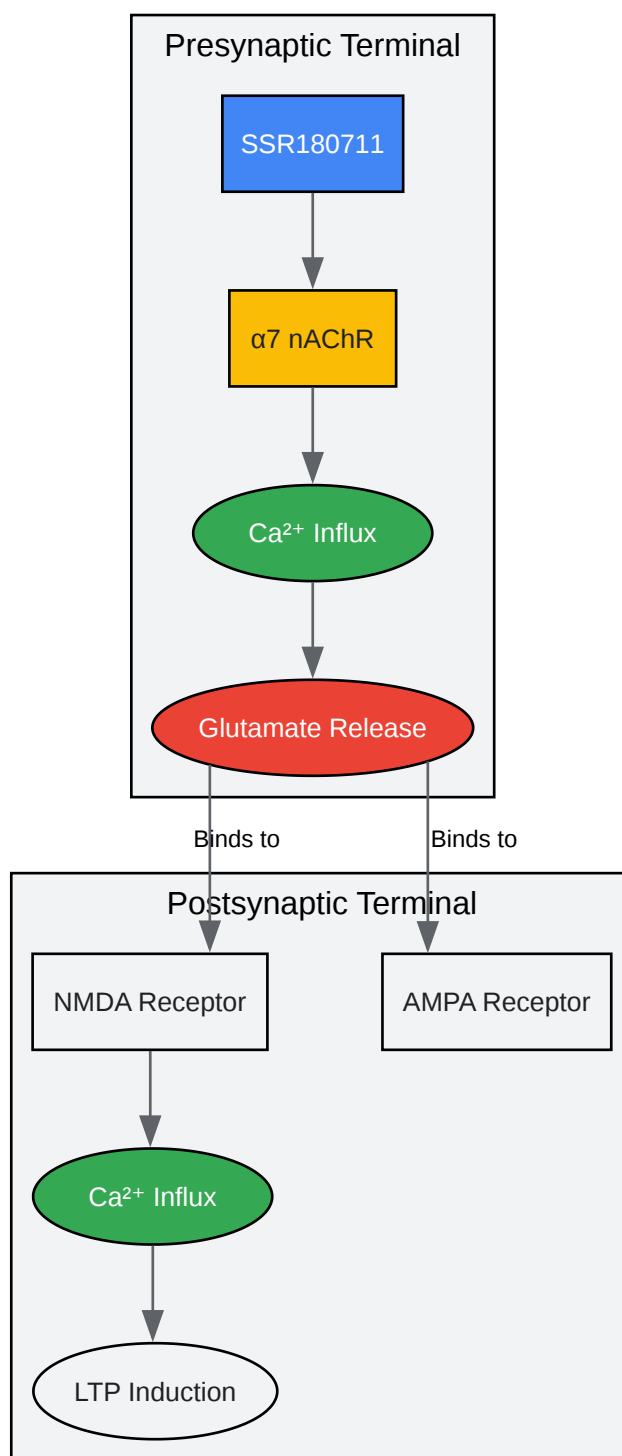 Presynaptic Terminal
SSR180711
α7 nAChR
Ca²⁺ Influx
Glutamate Release
Binds to
Binds to
Postsynaptic Terminal
NMDA Receptor
AMPA Receptor
Ca²⁺ Influx
LTP Induction